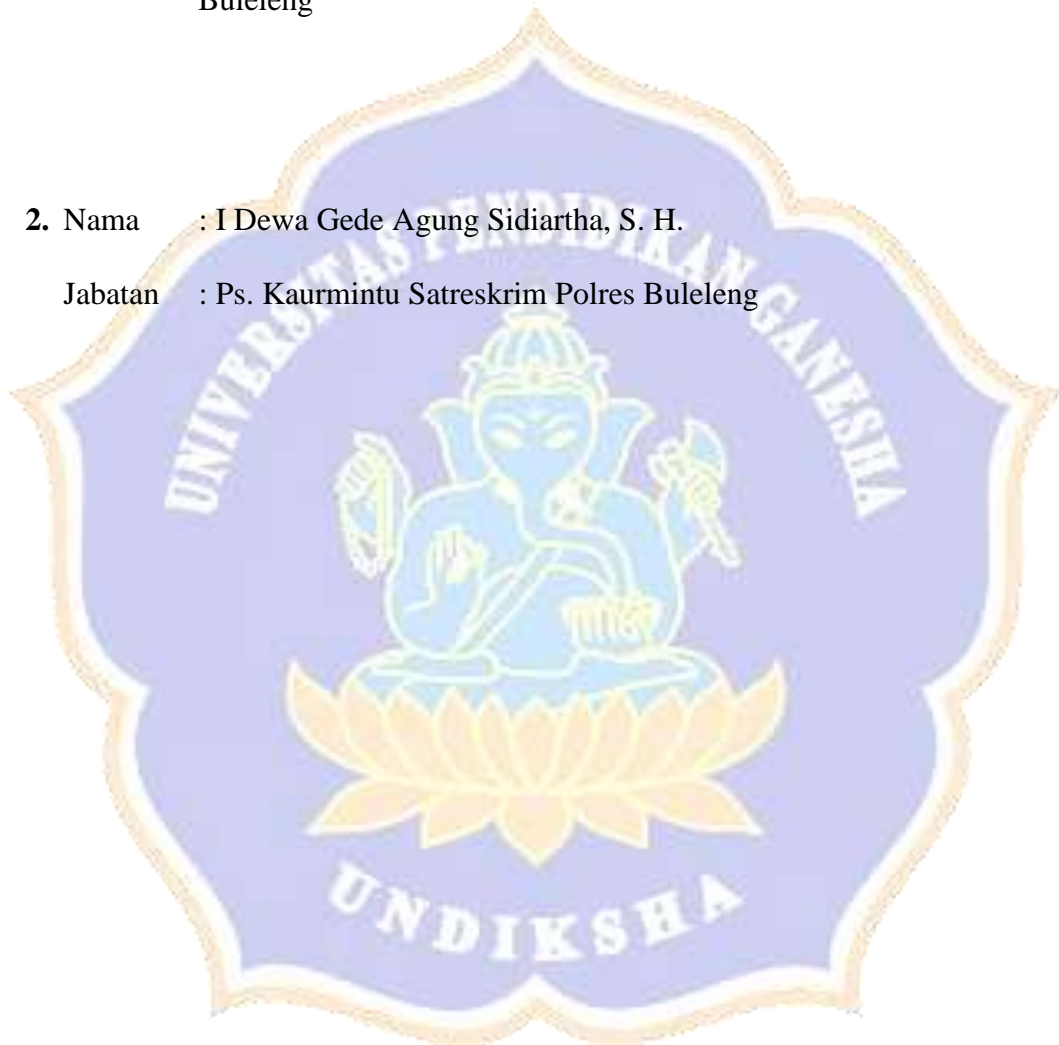 Buleleng
2. Nama : I Dewa Gede Agung Sidiartha, S. H.
Jabatan : Ps. Kaurmintu Satreskrim Polres Buleleng
UNIVERSITAS PENDIDIKAN GANESHA
UNDIKSHA